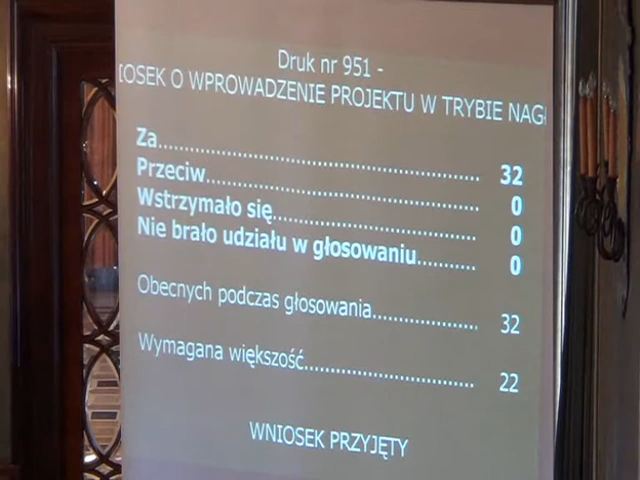 Druk nr 951 -
IOSEK O WPROWADZENIE PROJEKTU W TRYBIE NAG
Za.................................................. 32
Przeciw.......................................... 0
Wstrzymało się............................... 0
Nie brało udziału w głosowaniu.......... 0
Obecnych podczas głosowania.................. 32
Wymagana większość............................. 22
WNIOSEK PRZYJĘTY